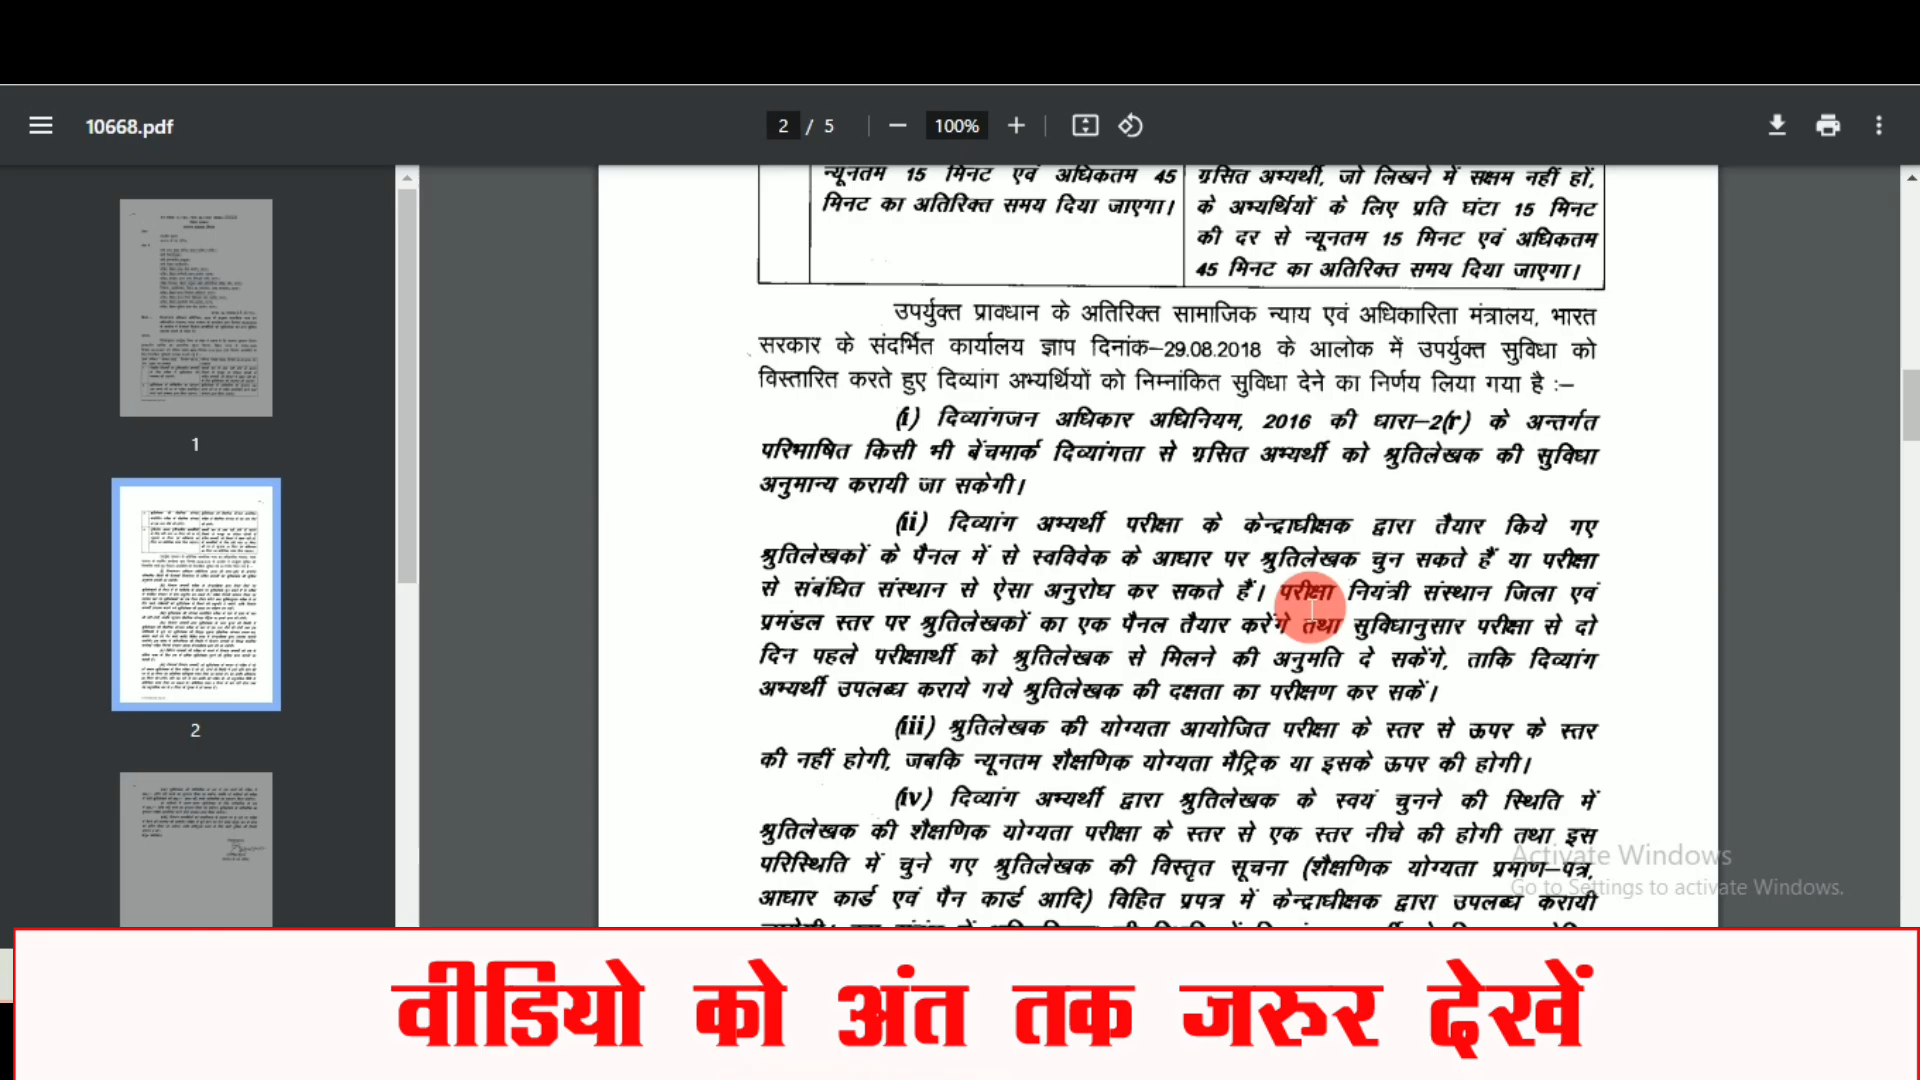 10668.pdf
2 / 5
100%
न्यूनतम 15 मिनट एवं अधिकतम 45
मिनट का अतिरिक्त समय दिया जाएगा।
ग्रसित अभ्यर्थी, जो लिखने में सक्षम नहीं हों,
के अभ्यर्थियों के लिए प्रति घंटा 15 मिनट
की दर से न्यूनतम 15 मिनट एवं अधिकतम
45 मिनट का अतिरिक्त समय दिया जाएगा।
उपर्युक्त प्रावधान के अतिरिक्त सामाजिक न्याय एवं अधिकारिता मंत्रालय, भारत
सरकार के संदर्भित कार्यालय ज्ञाप दिनांक–29.08.2018 के आलोक में उपर्युक्त सुविधा को
विस्तारित करते हुए दिव्यांग अभ्यर्थियों को निम्नांकित सुविधा देने का निर्णय लिया गया है :–
(i) दिव्यांगजन अधिकार अधिनियम, 2016 की धारा–2(r) के अन्तर्गत
परिभाषित किसी भी बेंचमार्क दिव्यांगता से ग्रसित अभ्यर्थी को श्रुतिलेखक की सुविधा
अनुमान्य करायी जा सकेगी।
(ii) दिव्यांग अभ्यर्थी परीक्षा के केन्द्राधीक्षक द्वारा तैयार किये गए
श्रुतिलेखकों के पैनल में से स्वविवेक के आधार पर श्रुतिलेखक चुन सकते हैं या परीक्षा
से संबंधित संस्थान से ऐसा अनुरोध कर सकते हैं। परीक्षा नियंत्री संस्थान जिला एवं
प्रमंडल स्तर पर श्रुतिलेखकों का एक पैनल तैयार करेंगे तथा सुविधानुसार परीक्षा से दो
दिन पहले परीक्षार्थी को श्रुतिलेखक से मिलने की अनुमति दे सकेंगे, ताकि दिव्यांग
अभ्यर्थी उपलब्ध कराये गये श्रुतिलेखक की दक्षता का परीक्षण कर सकें।
(iii) श्रुतिलेखक की योग्यता आयोजित परीक्षा के स्तर से ऊपर के स्तर
की नहीं होगी, जबकि न्यूनतम शैक्षणिक योग्यता मैट्रिक या इसके ऊपर की होगी।
(iv) दिव्यांग अभ्यर्थी द्वारा श्रुतिलेखक के स्वयं चुनने की स्थिति में
श्रुतिलेखक की शैक्षणिक योग्यता परीक्षा के स्तर से एक स्तर नीचे की होगी तथा इस
परिस्थिति में चुने गए श्रुतिलेखक की विस्तृत सूचना (शैक्षणिक योग्यता प्रमाण–पत्र,
आधार कार्ड एवं पैन कार्ड आदि) विहित प्रपत्र में केन्द्राधीक्षक द्वारा उपलब्ध करायी
1
2
Activate Windows
Go to Settings to activate Windows.
वीडियो को अंत तक जरुर देखें